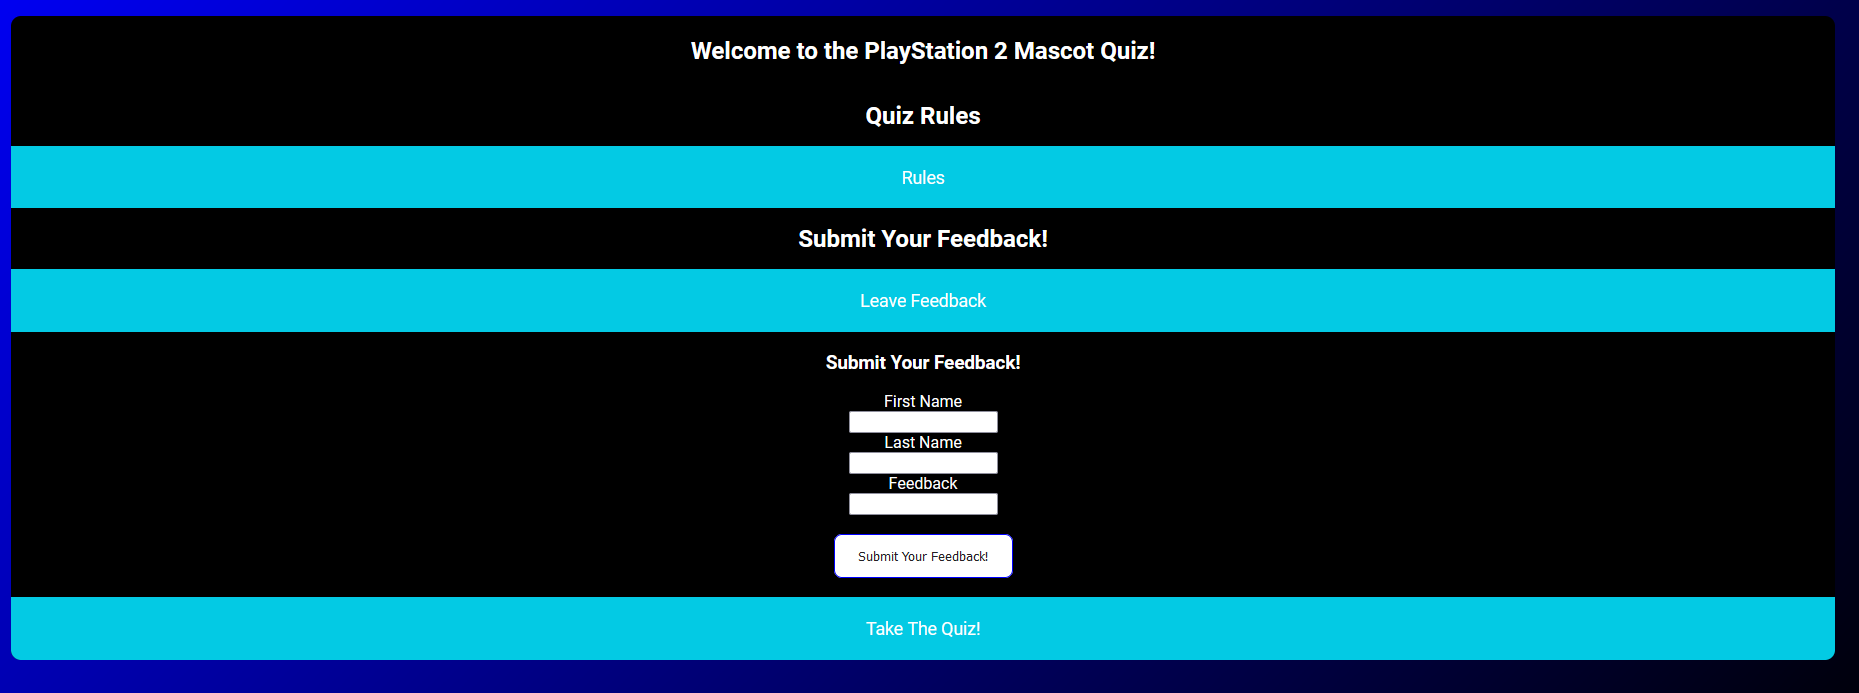 Welcome to the PlayStation 2 Mascot Quiz!
Quiz Rules
Rules
Submit Your Feedback!
Leave Feedback
Submit Your Feedback!
First Name
Last Name
Feedback
Submit Your Feedback!
Take The Quiz!